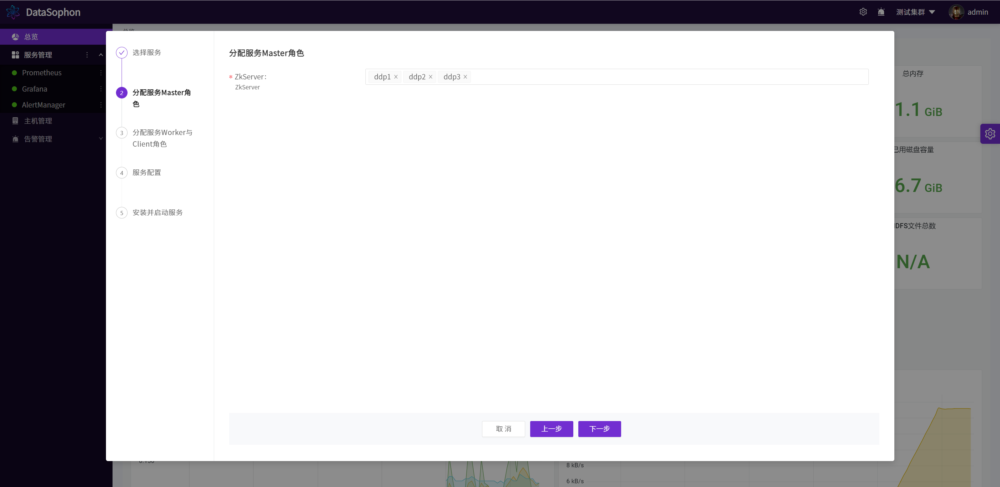 DataSophon
测试集群
admin
总览
服务管理
Prometheus
Grafana
AlertManager
主机管理
告警管理
选择服务
2
分配服务Master角
色
3
分配服务Worker与
Client角色
4
服务配置
5
安装并启动服务
分配服务Master角色
* ZkServer:
ZkServer
ddp1 × ddp2 × ddp3 ×
取 消
上一步
下一步
总内存
1.1 GiB
已用磁盘容量
6.7 GiB
DFS文件总数
N/A
8 kB/s
6 kB/s